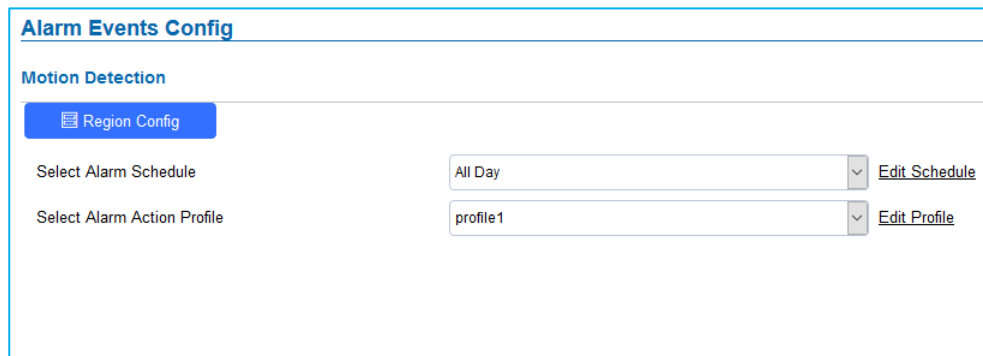 Alarm Events Config
Motion Detection
Region Config
Select Alarm Schedule All Day Edit Schedule
Select Alarm Action Profile profile1 Edit Profile